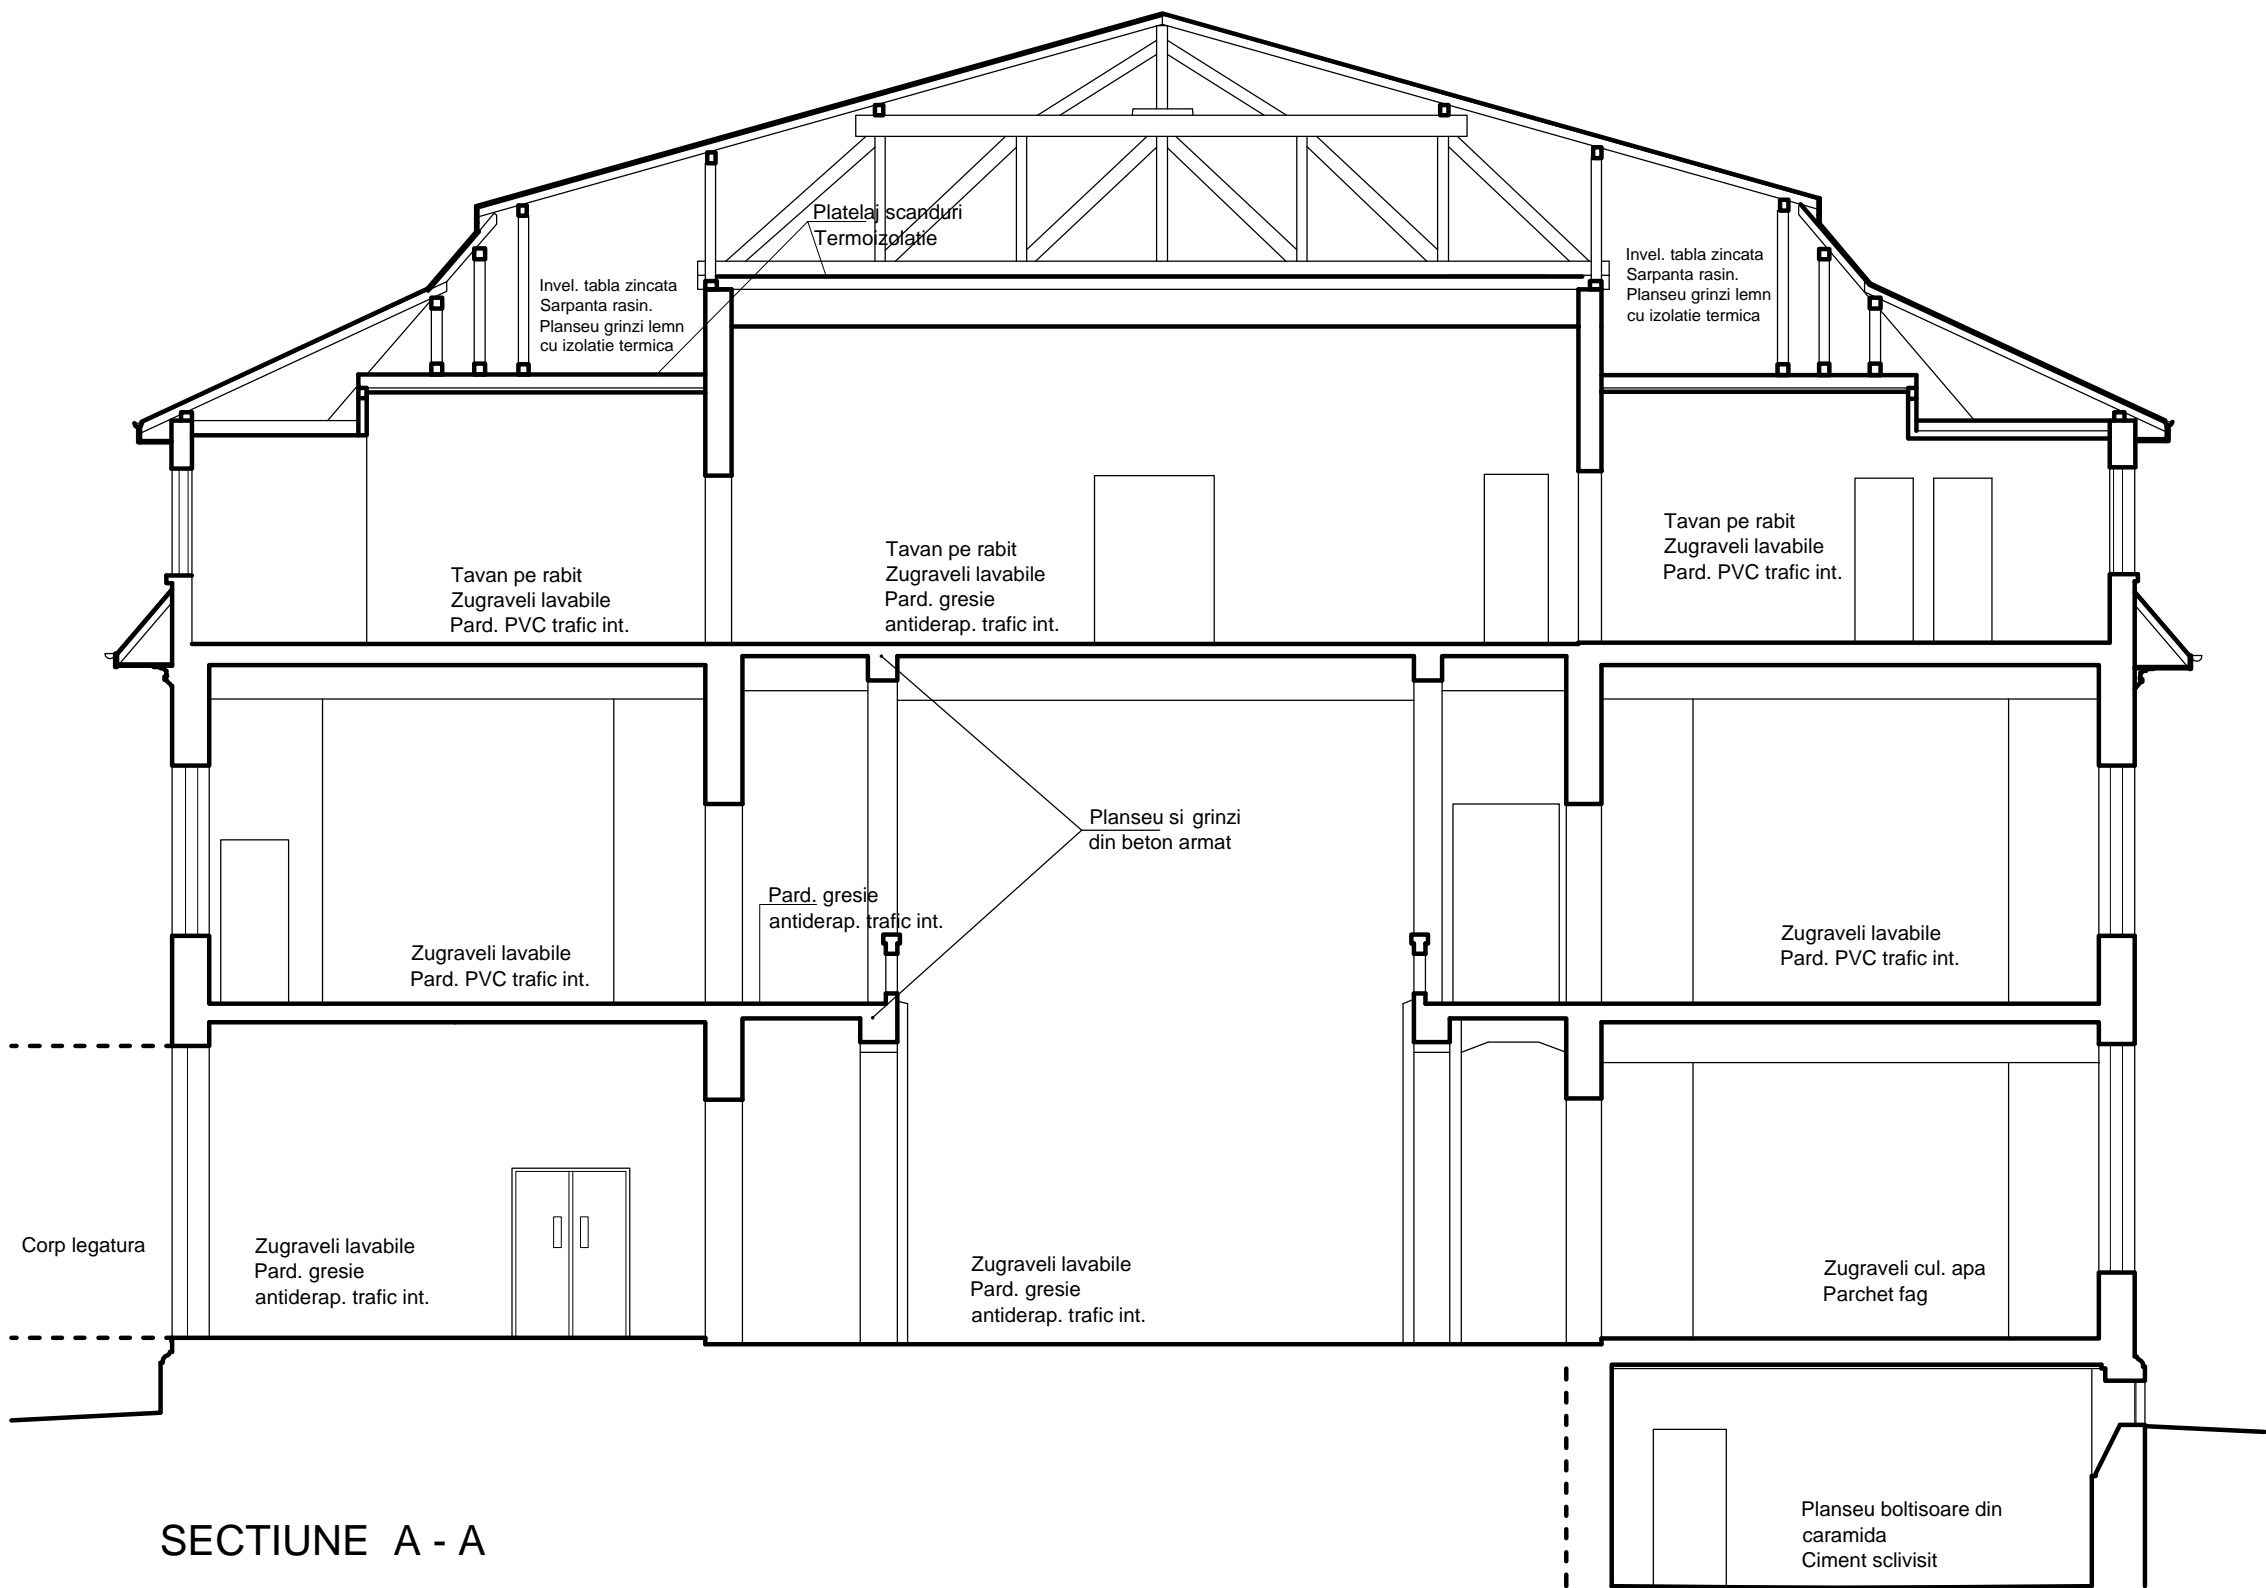 Platelaj scanduri
Termoizolatie
Invel. tabla zincata
Sarpanta rasin.
Planseu grinzi lemn
cu izolatie termica
Invel. tabla zincata
Sarpanta rasin.
Planseu grinzi lemn
cu izolatie termica
Tavan pe rabit
Zugraveli lavabile
Pard. PVC trafic int.
Tavan pe rabit
Zugraveli lavabile
Pard. gresie
antiderap. trafic int.
Tavan pe rabit
Zugraveli lavabile
Pard. PVC trafic int.
Planseu si grinzi
din beton armat
Pard. gresie
antiderap. trafic int.
Zugraveli lavabile
Pard. PVC trafic int.
Zugraveli lavabile
Pard. PVC trafic int.
Corp legatura
Zugraveli lavabile
Pard. gresie
antiderap. trafic int.
Zugraveli lavabile
Pard. gresie
antiderap. trafic int.
Zugraveli cul. apa
Parchet fag
Planseu boltisoare din
caramida
Ciment sclivisit
SECTIUNE A - A